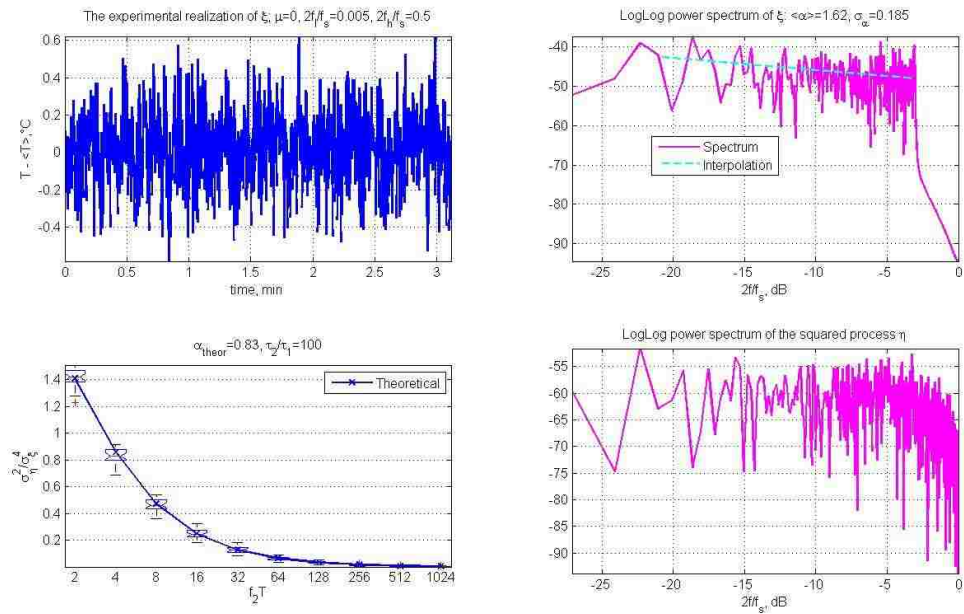 The experimental realization of ξ; μ=0, 2f_l/f_s=0.005, 2f_h/f_s=0.5
T - <T>, °C
0.6
0.4
0.2
0
-0.2
-0.4
0 0.5 1 1.5 2 2.5 3
time, min
LogLog power spectrum of ξ: <α>=1.62, σ_α=0.185
-40
-50
-60
-70
-80
-90
Spectrum
Interpolation
-25 -20 -15 -10 -5 0
2f/f_s, dB
α_theor=0.83, τ_2/τ_1=100
σ_η^2/σ_ξ^4
1.4
1.2
1
0.8
0.6
0.4
0.2
Theoretical
2 4 8 16 32 64 128 256 512 1024
f_2T
LogLog power spectrum of the squared process η
-55
-60
-65
-70
-75
-80
-85
-90
-25 -20 -15 -10 -5 0
2f/f_s, dB